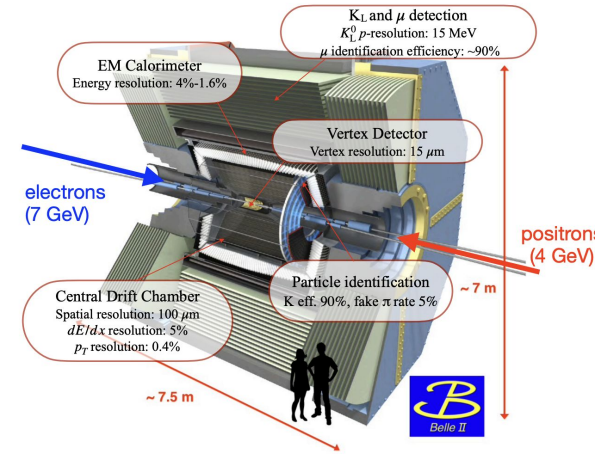 K_L and μ detection
K_L^0 p-resolution: 15 MeV
μ identification efficiency: ~90%
EM Calorimeter
Energy resolution: 4%-1.6%
Vertex Detector
Vertex resolution: 15 μm
electrons
(7 GeV)
positrons
(4 GeV)
Particle identification
K eff. 90%, fake π rate 5%
~ 7 m
Central Drift Chamber
Spatial resolution: 100 μm
dE/dx resolution: 5%
p_T resolution: 0.4%
~ 7.5 m
B
Belle II